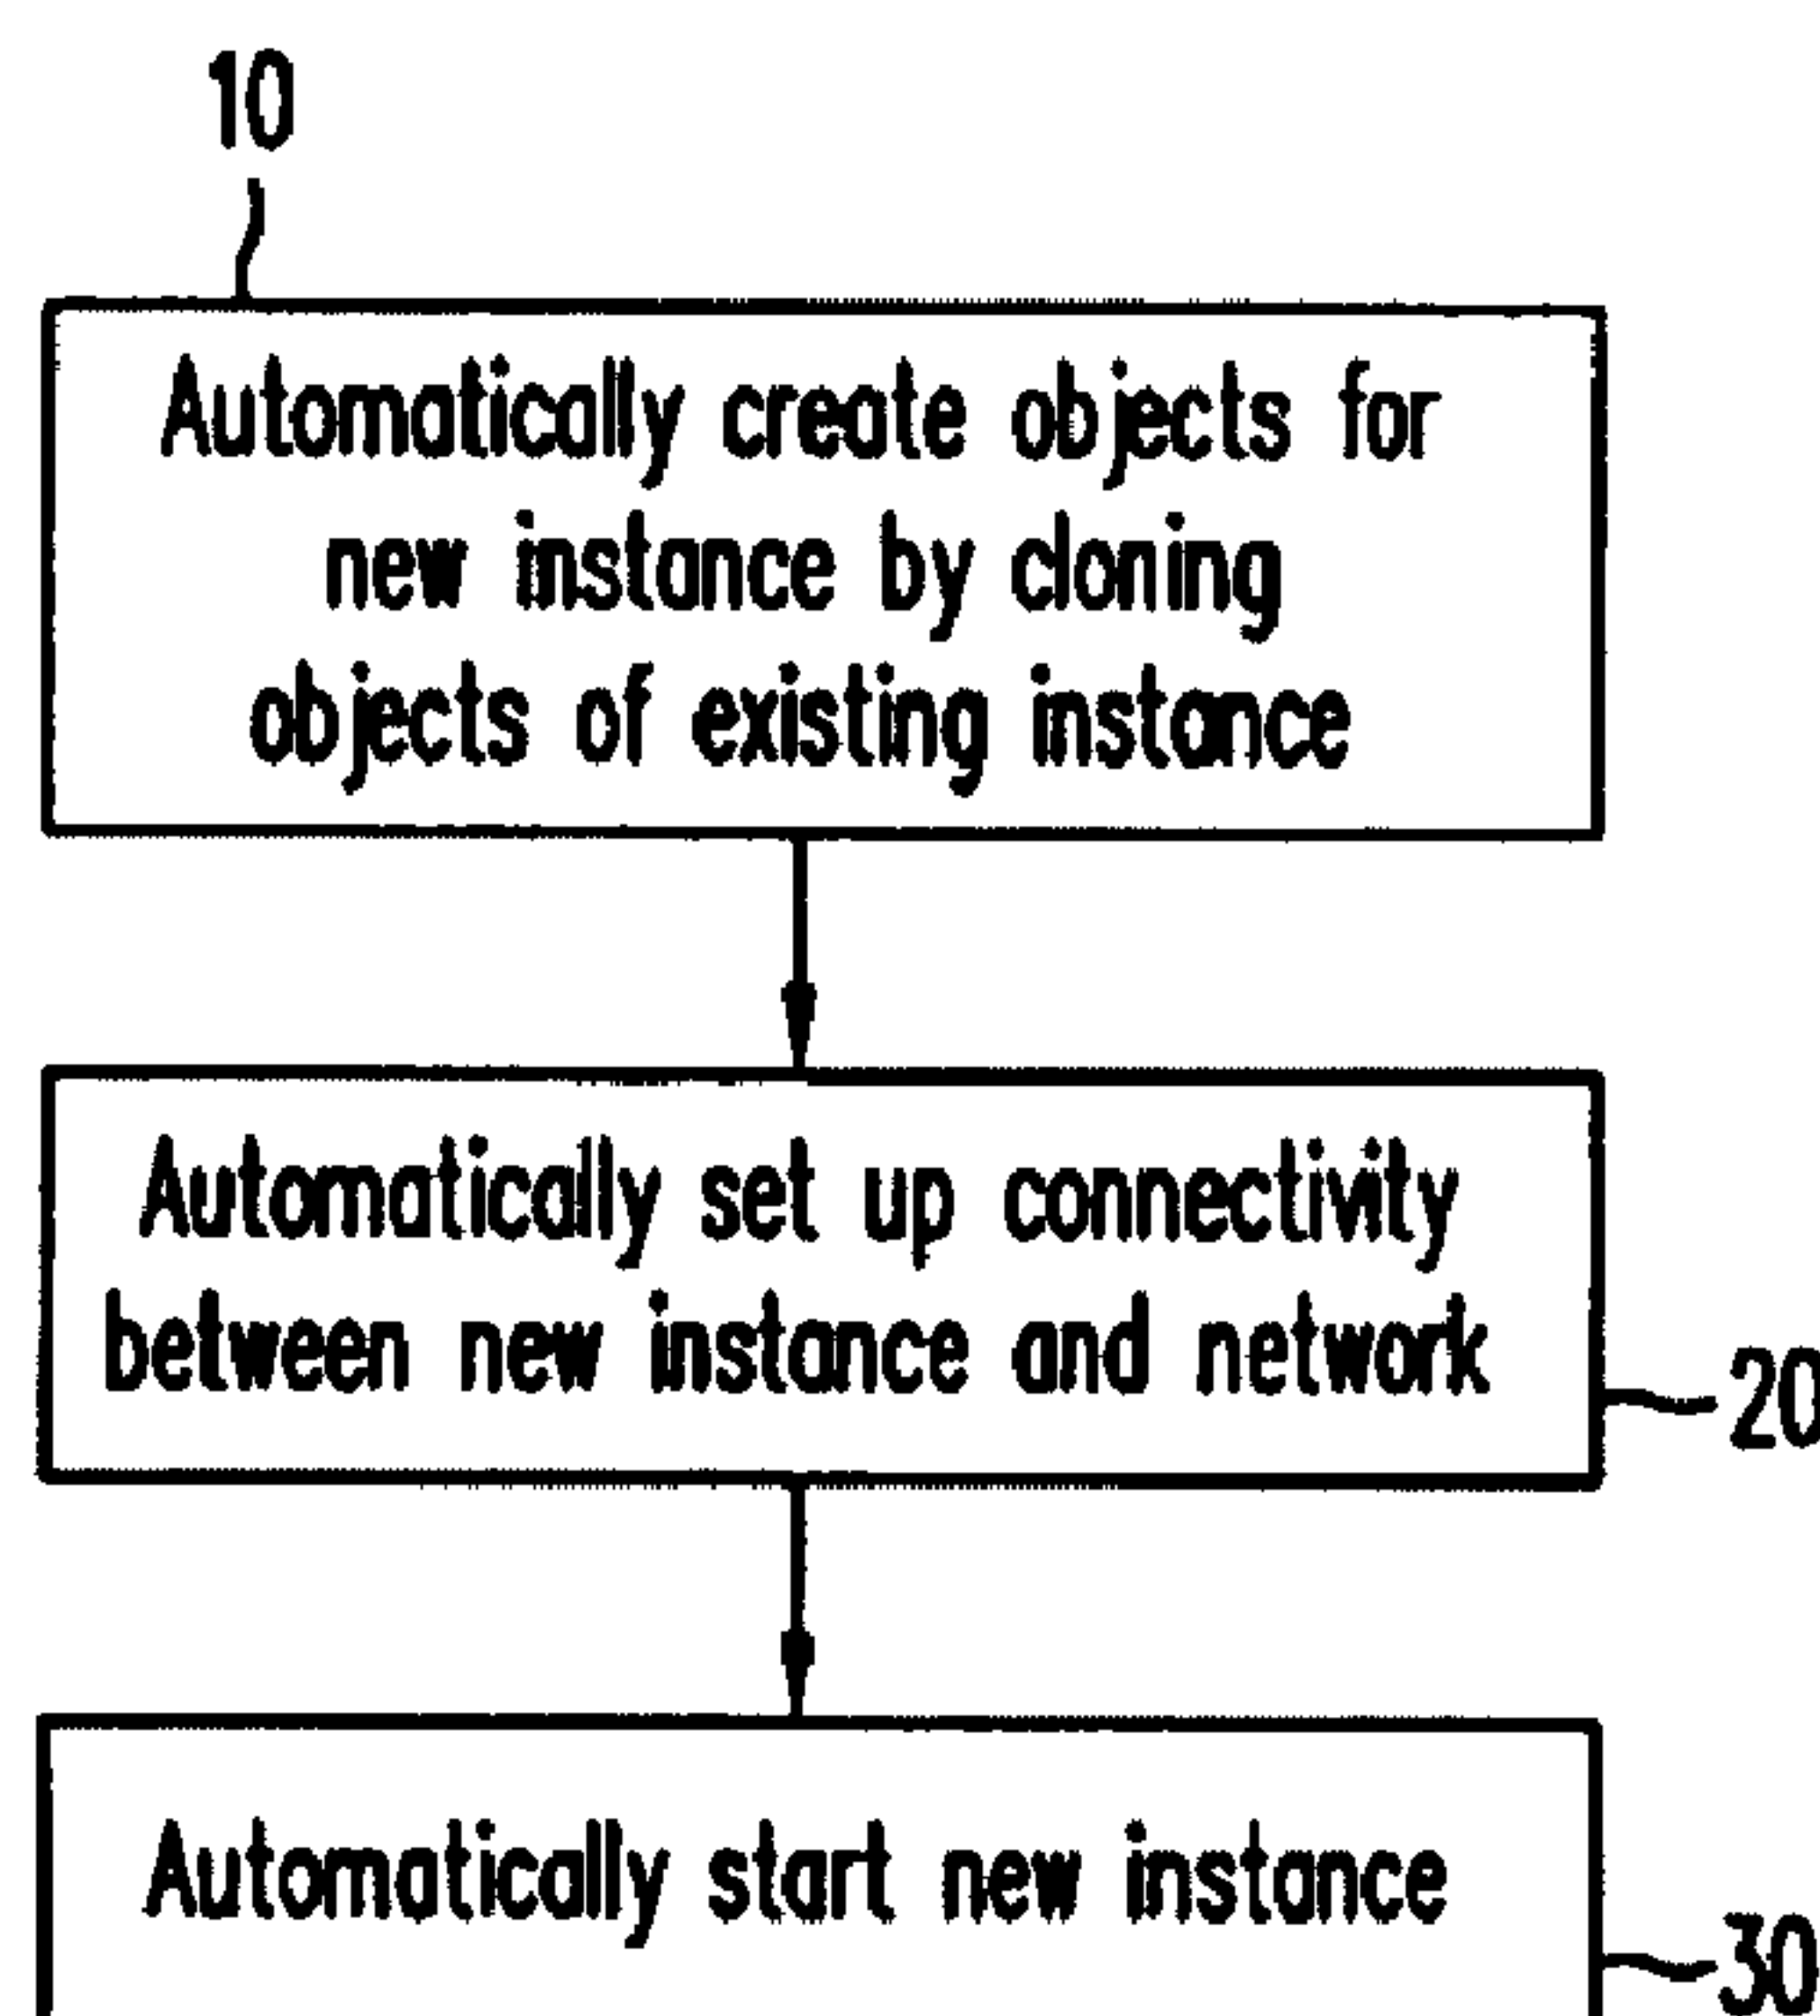 10
Automatically create objects for
new instance by cloning
objects of existing instance
Automatically set up connectivity
between new instance and network
20
Automatically start new instance
30